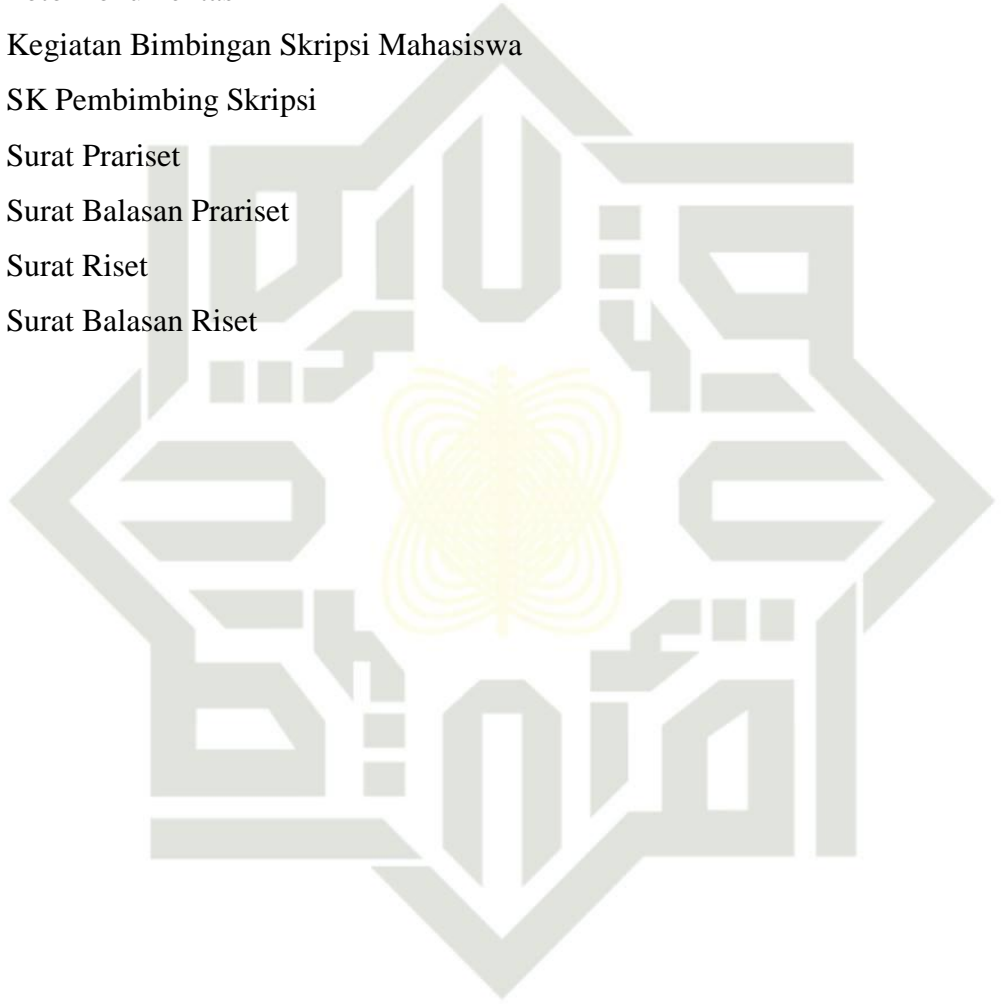 Kegiatan Bimbingan Skripsi Mahasiswa
SK Pembimbing Skripsi
Surat Prariset
Surat Balasan Prariset
Surat Riset
Surat Balasan Riset